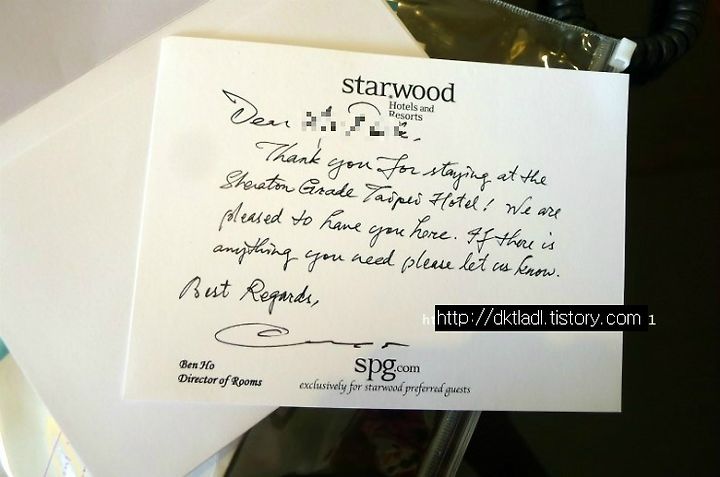 starwood
Hotels and
Resorts
Dear
Thank you for staying at the
Sheraton Grade Taipei Hotel! We are
pleased to have you here. If there is
anything you need please let us know.
Best Regards,
http://dktladl.tistory.com
Ben Ho
Director of Rooms
spg.com
exclusively for starwood preferred guests